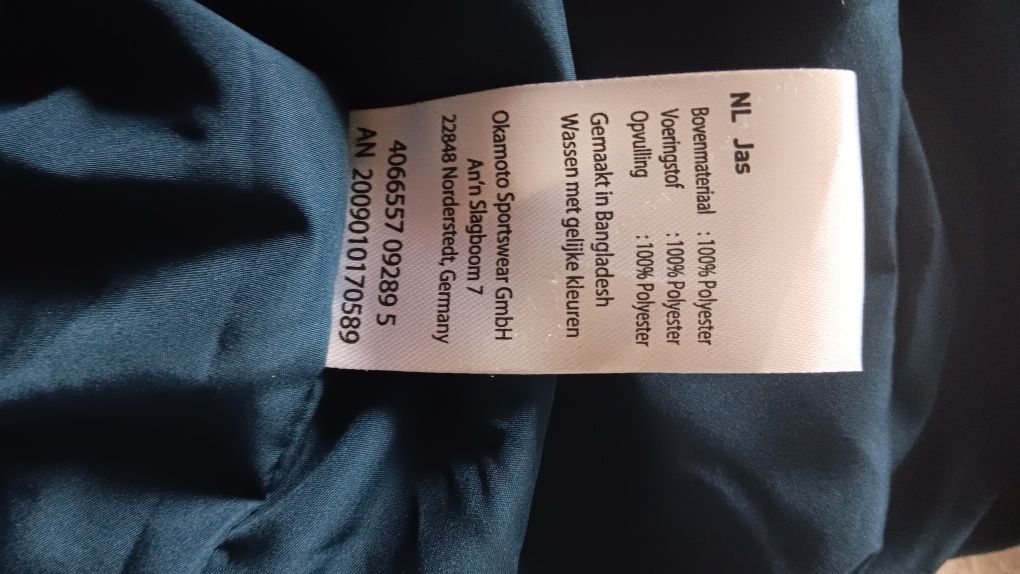 NL Jas
Bovenmateriaal : 100% Polyester
Voeringstof : 100% Polyester
Opvulling : 100% Polyester
Gemaakt in Bangladesh
Wassen met gelijke kleuren
Okamoto Sportswear GmbH
An'n Slagboom 7
22848 Norderstedt, Germany
4066557 09289 5
AN 20090101170589